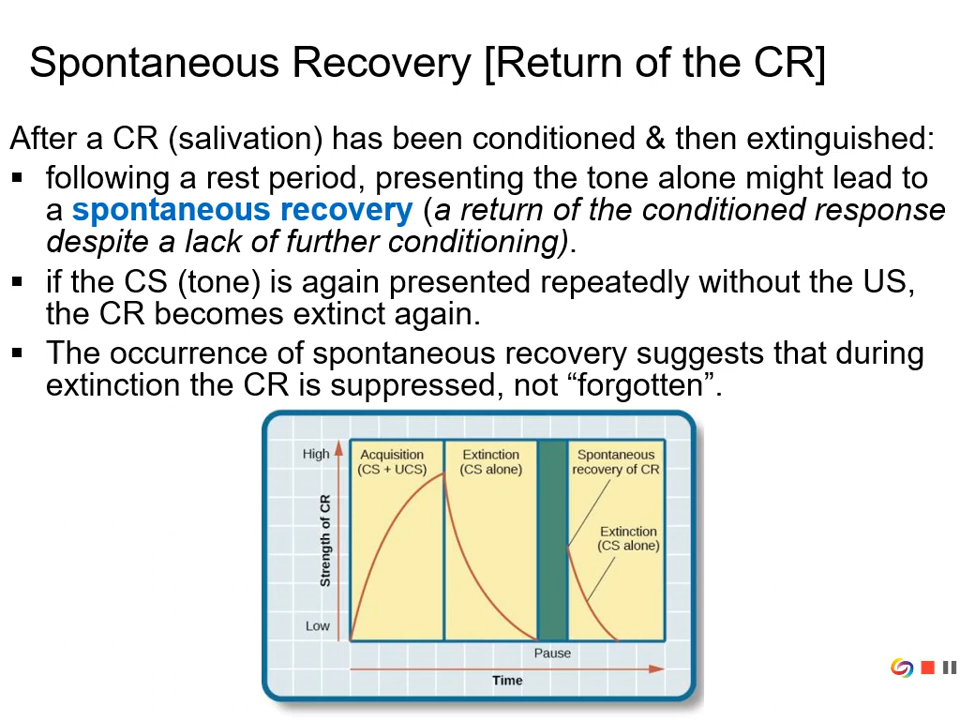 Spontaneous Recovery [Return of the CR]
After a CR (salivation) has been conditioned & then extinguished:
▪ following a rest period, presenting the tone alone might lead to
a spontaneous recovery (a return of the conditioned response
despite a lack of further conditioning).
▪ if the CS (tone) is again presented repeatedly without the US,
the CR becomes extinct again.
▪ The occurrence of spontaneous recovery suggests that during
extinction the CR is suppressed, not “forgotten”.
High
Acquisition
(CS + UCS)
Extinction
(CS alone)
Spontaneous
recovery of CR
Extinction
(CS alone)
Strength of CR
Low
Pause
Time